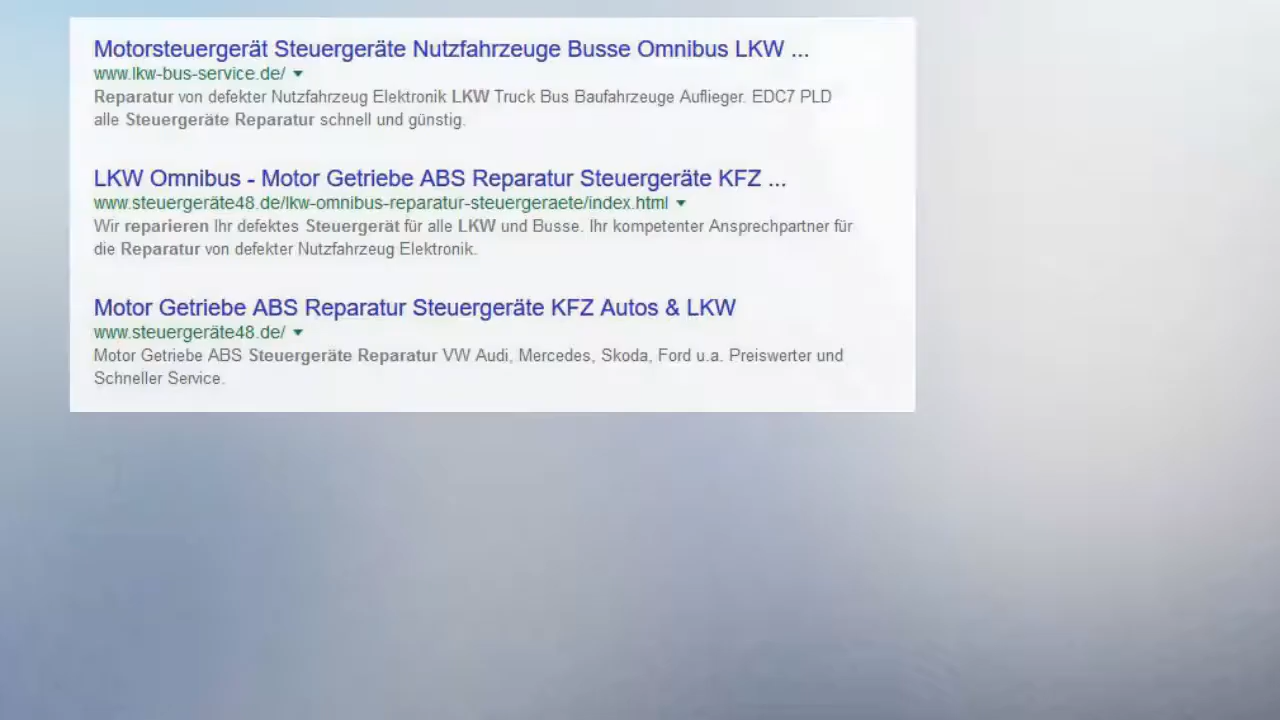 Motorsteuergerät Steuergeräte Nutzfahrzeuge Busse Omnibus LKW ...
www.lkw-bus-service.de/
Reparatur von defekter Nutzfahrzeug Elektronik LKW Truck Bus Baufahrzeuge Auflieger. EDC7 PLD
alle Steuergeräte Reparatur schnell und günstig.
LKW Omnibus - Motor Getriebe ABS Reparatur Steuergeräte KFZ ...
www.steuergeräte48.de/lkw-omnibus-reparatur-steuergeraete/index.html
Wir reparieren Ihr defektes Steuergerät für alle LKW und Busse. Ihr kompetenter Ansprechpartner für
die Reparatur von defekter Nutzfahrzeug Elektronik.
Motor Getriebe ABS Reparatur Steuergeräte KFZ Autos & LKW
www.steuergeräte48.de/
Motor Getriebe ABS Steuergeräte Reparatur VW Audi, Mercedes, Skoda, Ford u.a. Preiswerter und
Schneller Service.